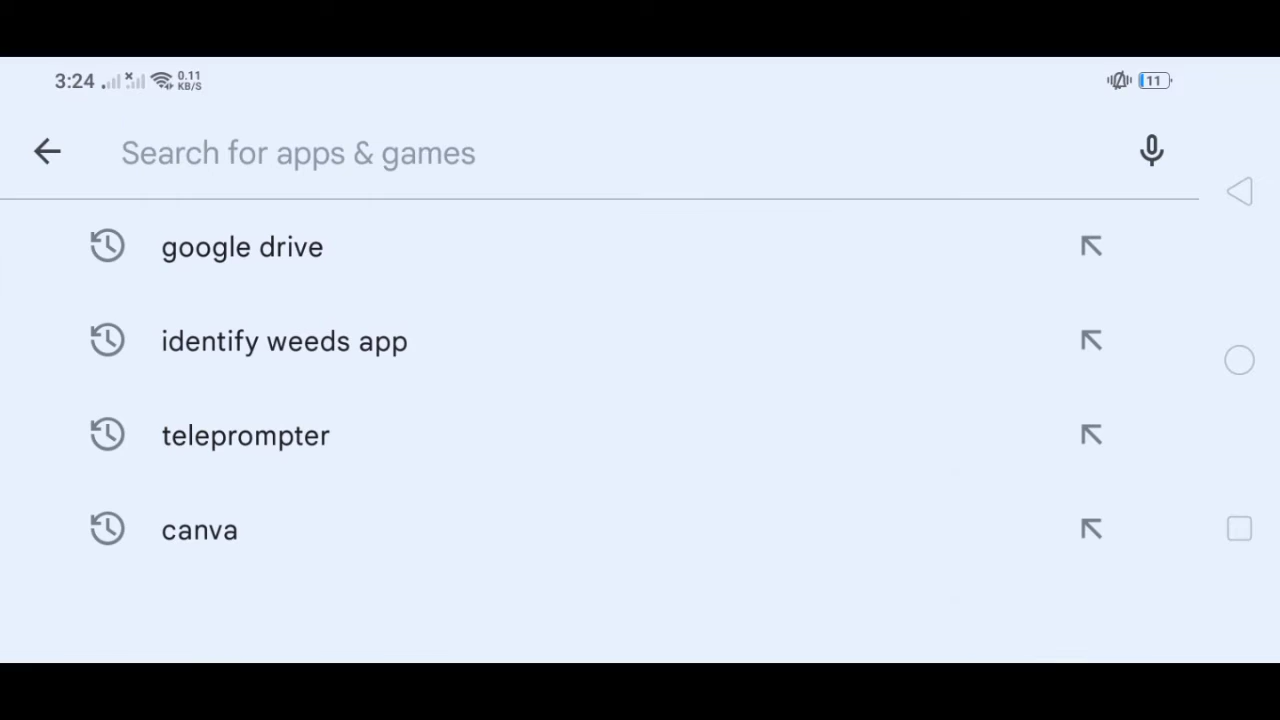 3:24 0.11 KB/S 11
Search for apps & games
google drive
identify weeds app
teleprompter
canva